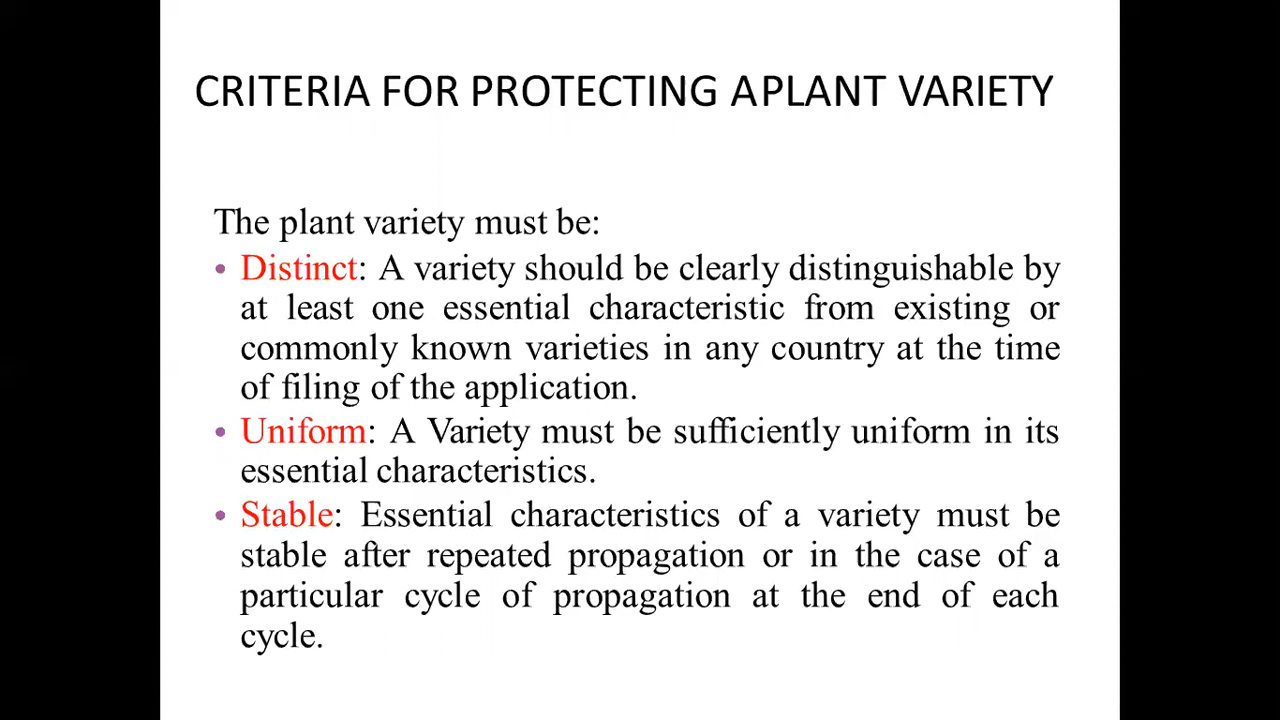 CRITERIA FOR PROTECTING APLANT VARIETY
The plant variety must be:
• Distinct: A variety should be clearly distinguishable by
at least one essential characteristic from existing or
commonly known varieties in any country at the time
of filing of the application.
• Uniform: A Variety must be sufficiently uniform in its
essential characteristics.
• Stable: Essential characteristics of a variety must be
stable after repeated propagation or in the case of a
particular cycle of propagation at the end of each
cycle.